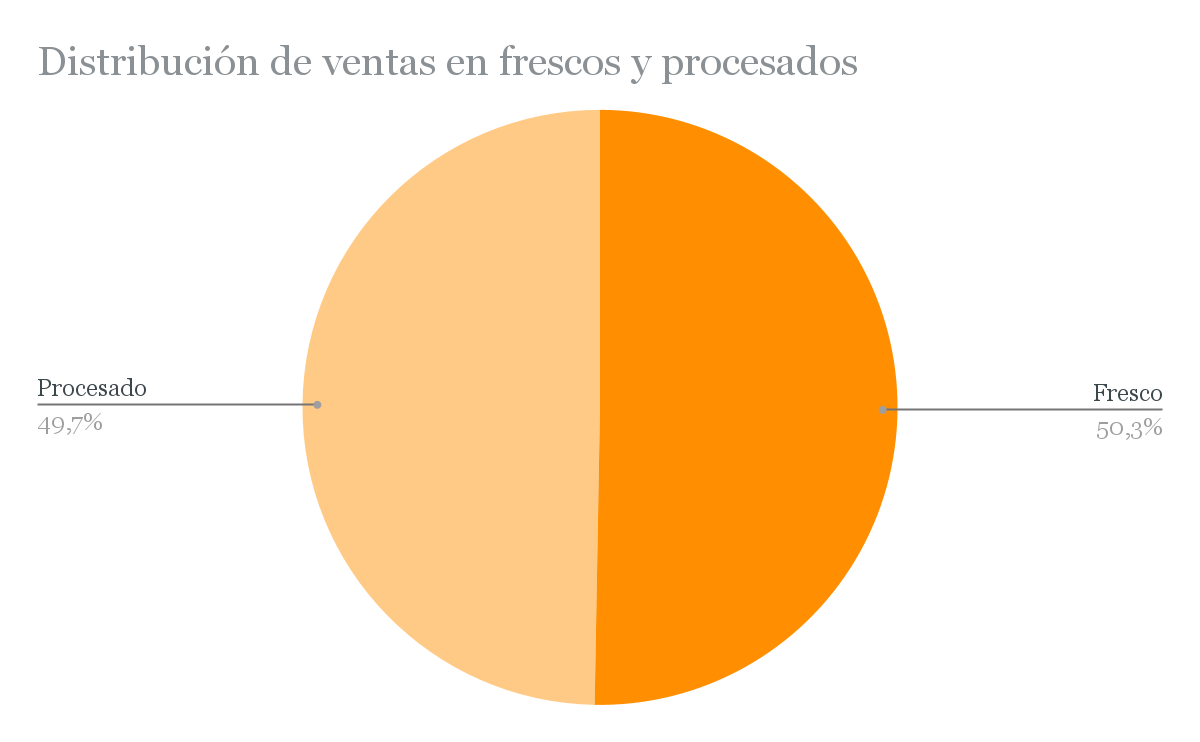 Distribución de ventas en frescos y procesados
Procesado
49,7%
Fresco
50,3%